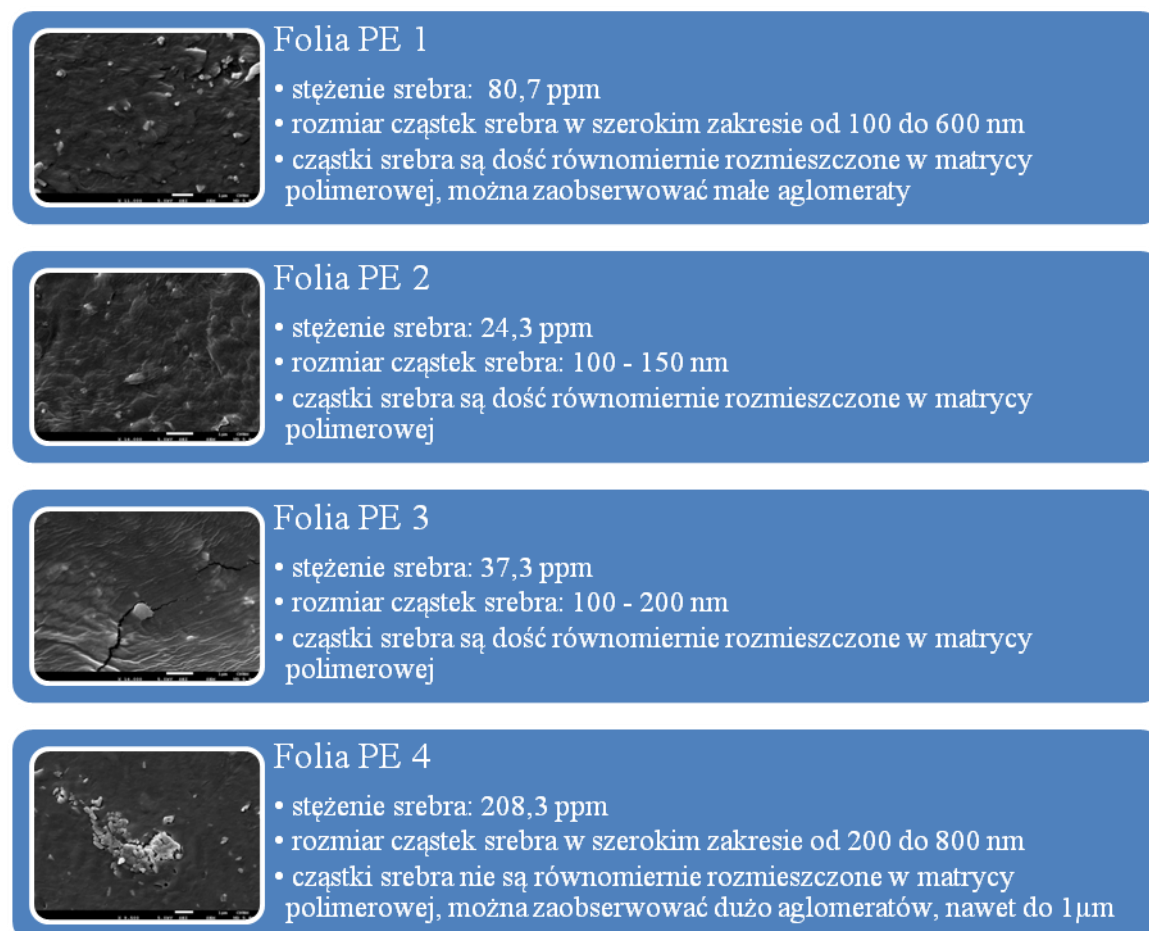 Folia PE 1
• stężenie srebra:  80,7 ppm
• rozmiar cząstek srebra w szerokim zakresie od 100 do 600 nm
• cząstki srebra są dość równomiernie rozmieszczone w matrycy
polimerowej, można zaobserwować małe aglomeraty
Folia PE 2
• stężenie srebra: 24,3 ppm
• rozmiar cząstek srebra: 100 - 150 nm
• cząstki srebra są dość równomiernie rozmieszczone w matrycy
polimerowej
Folia PE 3
• stężenie srebra: 37,3 ppm
• rozmiar cząstek srebra: 100 - 200 nm
• cząstki srebra są dość równomiernie rozmieszczone w matrycy
polimerowej
Folia PE 4
• stężenie srebra: 208,3 ppm
• rozmiar cząstek srebra w szerokim zakresie od 200 do 800 nm
• cząstki srebra nie są równomiernie rozmieszczone w matrycy
polimerowej, można zaobserwować dużo aglomeratów, nawet do 1µm